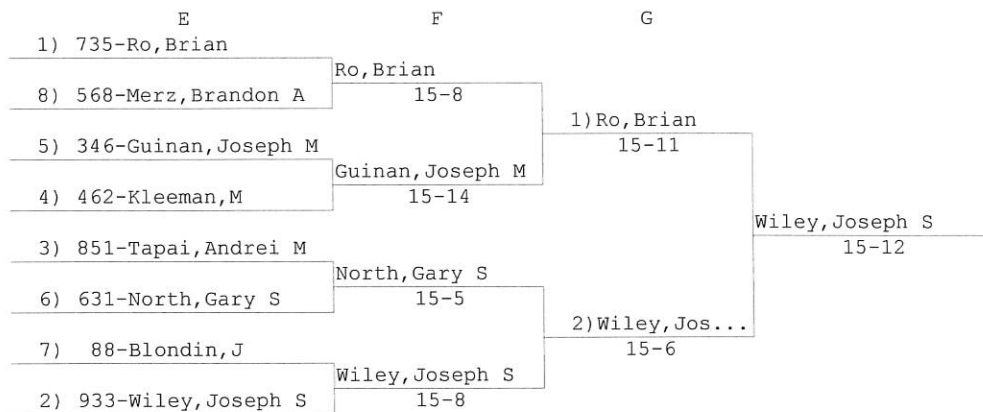 E F G
1) 735-Ro,Brian
Ro,Brian
15-8
8) 568-Merz,Brandon A
1)Ro,Brian
15-11
5) 346-Guinan,Joseph M
Guinan,Joseph M
15-14
4) 462-Kleeman,M
Wiley,Joseph S
15-12
3) 851-Tapai,Andrei M
North,Gary S
15-5
6) 631-North,Gary S
2)Wiley,Jos...
15-6
7) 88-Blondin,J
Wiley,Joseph S
15-8
2) 933-Wiley,Joseph S